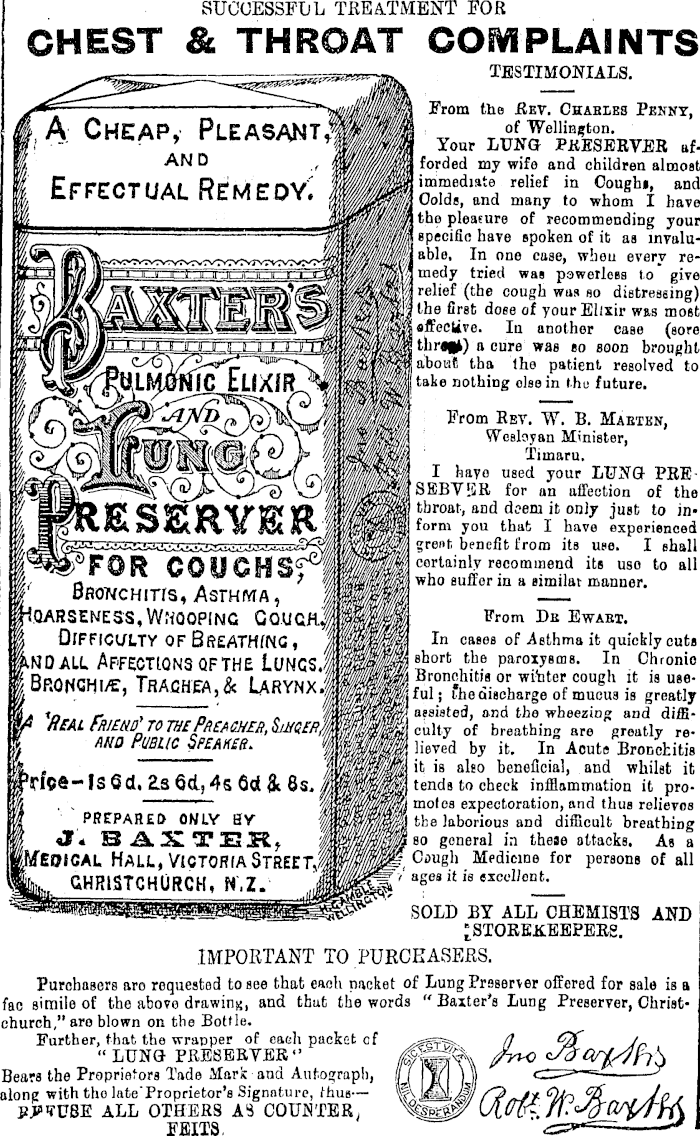 SUCCESSFUL TREATMENT FOR
CHEST & THROAT COMPLAINTS
A CHEAP, PLEASANT,
AND
EFFECTUAL REMEDY.
BAXTER'S
PULMONIC ELIXIR
AND
LUNG
PRESERVER
FOR COUGHS,
BRONCHITIS, ASTHMA,
HOARSENESS, WHOOPING COUGH,
DIFFICULTY OF BREATHING,
AND ALL AFFECTIONS OF THE LUNGS.
BRONCHIÆ, TRACHEA, & LARYNX.
A 'REAL FRIEND' TO THE PREACHER, SINGER,
AND PUBLIC SPEAKER.
Price—1s 6d. 2s 6d, 4s 6d & 8s.
PREPARED ONLY BY
J. BAXTER,
MEDICAL HALL, VICTORIA STREET,
CHRISTCHURCH, N.Z.
GAMBLE
WELLINGTON
TESTIMONIALS.
From the REV. CHARLES PENNY,
of Wellington.
Your LUNG PRESERVER af-
forded my wife and children almost
immediate relief in Coughs, and
Colds, and many to whom I have
the pleasure of recommending your
specific have spoken of it as invalu-
able. In one case, when every re-
medy tried was powerless to give
relief (the cough was so distressing)
the first dose of your Elixir was most
effective. In another case (sore
throat) a cure was so soon brought
about tha the patient resolved to
take nothing else in the future.
From REV. W. B. MARTEN,
Wesleyan Minister,
Timaru.
I have used your LUNG PRE-
SEBVER for an affection of the
throat, and deem it only just to in-
form you that I have experienced
great benefit from its use. I shall
certainly recommend its use to all
who suffer in a similar manner.
From DR EWART.
In cases of Asthma it quickly cuts
short the paroxysms. In Chronic
Bronchitis or winter cough it is use-
ful; the discharge of mucus is greatly
assisted, and the wheezing and diffi-
culty of breathing are greatly re-
lieved by it. In Acute Bronchitis
it is also beneficial, and whilst it
tends to check infflammation it pro-
motes expectoration, and thus relieves
the laborious and difficult breathing
so general in these attacks. As a
Cough Medicine for persons of all
ages it is excellent.
SOLD BY ALL CHEMISTS AND
STOREKEEPERS.
IMPORTANT TO PURCHASERS.
Purchasers are requested to see that each packet of Lung Preserver offered for sale is a
fac simile of the above drawing, and that the words "Baxter's Lung Preserver, Christ-
church," are blown on the Bottle.
Further, that the wrapper of each packet of
"LUNG PRESERVER"
Bears the Proprietors Tade Mark and Autograph,
along with the late Proprietor's Signature, thus—
REFUSE ALL OTHERS AS COUNTER,
FEITS.
SIC EST VITA
NIL DESPERANDUM
Jno Baxter
Robt. W. Baxter